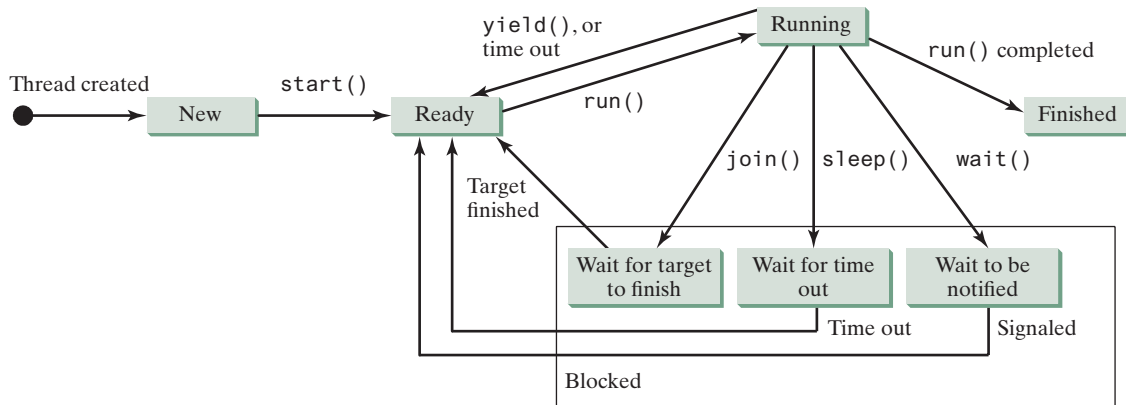 yield(), or
time out
Running
run() completed
Thread created
start()
run()
New
Ready
Finished
join()
sleep()
wait()
Target
finished
Wait for target
to finish
Wait for time
out
Wait to be
notified
Time out
Signaled
Blocked